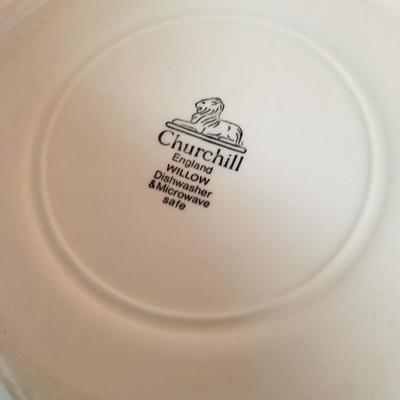 Churchill
England
WILLOW
Dishwasher
&Microwave
safe